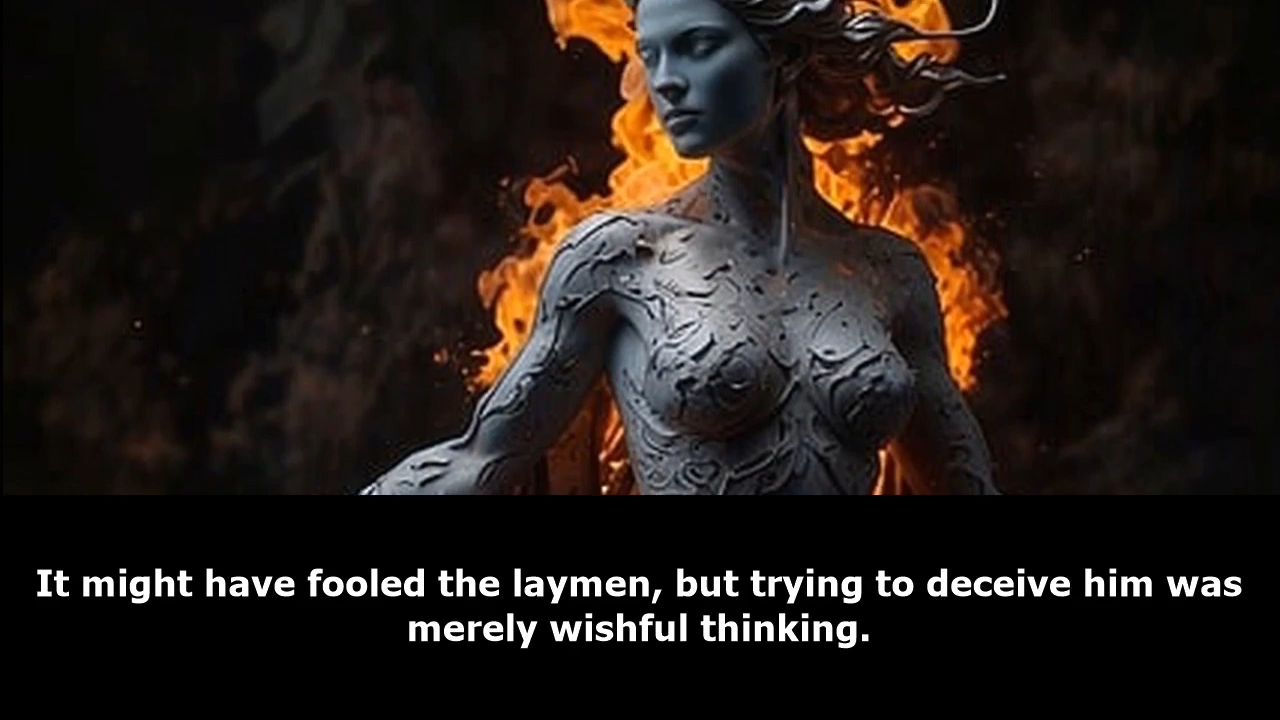 It might have fooled the laymen, but trying to deceive him was
merely wishful thinking.